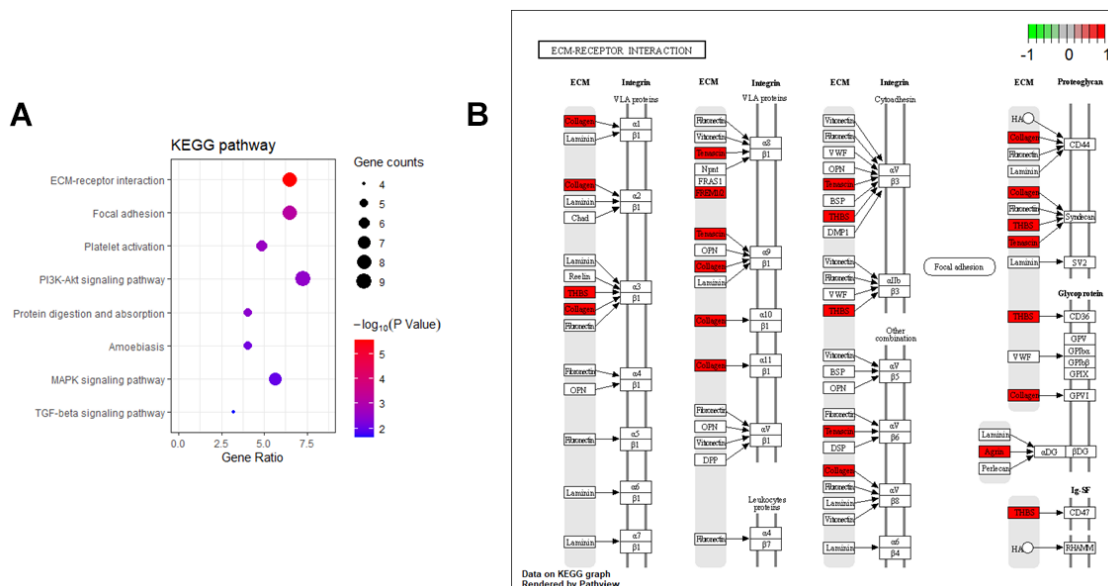 A
KEGG pathway
ECM-receptor interaction
Focal adhesion
Platelet activation
PI3K-Akt signaling pathway
Protein digestion and absorption
Amoebiasis
MAPK signaling pathway
TGF-beta signaling pathway
0.0 2.5 5.0 7.5
Gene Ratio
Gene counts
4
5
6
7
8
9
−log10(P Value)
5
4
3
2
B
ECM-RECEPTOR INTERACTION
-1 0 1
ECM Integrin
VLA proteins
Collagen α1
Laminin β1
Collagen
Laminin α2
Chad β1
Laminin
Reelin
THBS α3
Collagen β1
Fibronectin
Fibronectin α4
OPN β1
Fibronectin α5
β1
Laminin α6
β1
Laminin α7
β1
ECM Integrin
VLA proteins
Fibronectin
Vitronectin α8
Tenascin β1
Npnt
FRAS1
Tenascin
OPN α9
Collagen β1
Laminin
Collagen α10
β1
Collagen α11
β1
Fibronectin
OPN αV
Vitronectin β1
DPP
Leukocytes
proteins
Fibronectin α4
β7
ECM Integrin
Cytoadhesin
Vitronectin
Fibronectin
VWF
OPN αV
Tenascin β3
BSP
THBS
DMP1
Vitronectin
Fibronectin αIIb
VWF β3
THBS
Other
combination
Vitronectin
BSP αV
OPN β5
Fibronectin
Tenascin αV
DSP β6
Collagen
Fibronectin αV
Laminin β8
Vitronectin
Laminin α6
β4
Focal adhesion
ECM Proteoglycan
HA
Collagen CD44
Fibronectin
Laminin
Collagen
Fibronectin Syndecan
THBS
Tenascin
Laminin SV2
Glycoprotein
THBS CD36
GPV
VWF GPIbα
GPIbβ
GPIX
Collagen GPVI
Laminin
Agrin αDG βDG
Perlecan
Ig-SF
THBS CD47
HA RHAMM
Data on KEGG graph
Rendered by Pathview